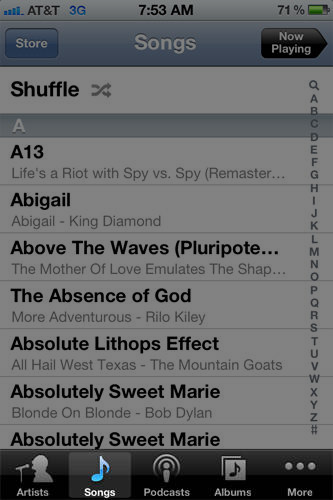 AT&T 3G 7:53 AM 71 %
Store Songs Now
Playing
Shuffle
A
A13
Life's a Riot with Spy vs. Spy (Remaster…
Abigail
Abigail - King Diamond
Above The Waves (Pluripote…
The Mother Of Love Emulates The Shap…
The Absence of God
More Adventurous - Rilo Kiley
Absolute Lithops Effect
All Hail West Texas - The Mountain Goats
Absolutely Sweet Marie
Blonde On Blonde - Bob Dylan
Absolutely Sweet Marie
A
B
C
D
E
F
G
H
I
J
K
L
M
N
O
P
Q
R
S
T
U
V
W
X
Y
Z
#
Artists Songs Podcasts Albums More